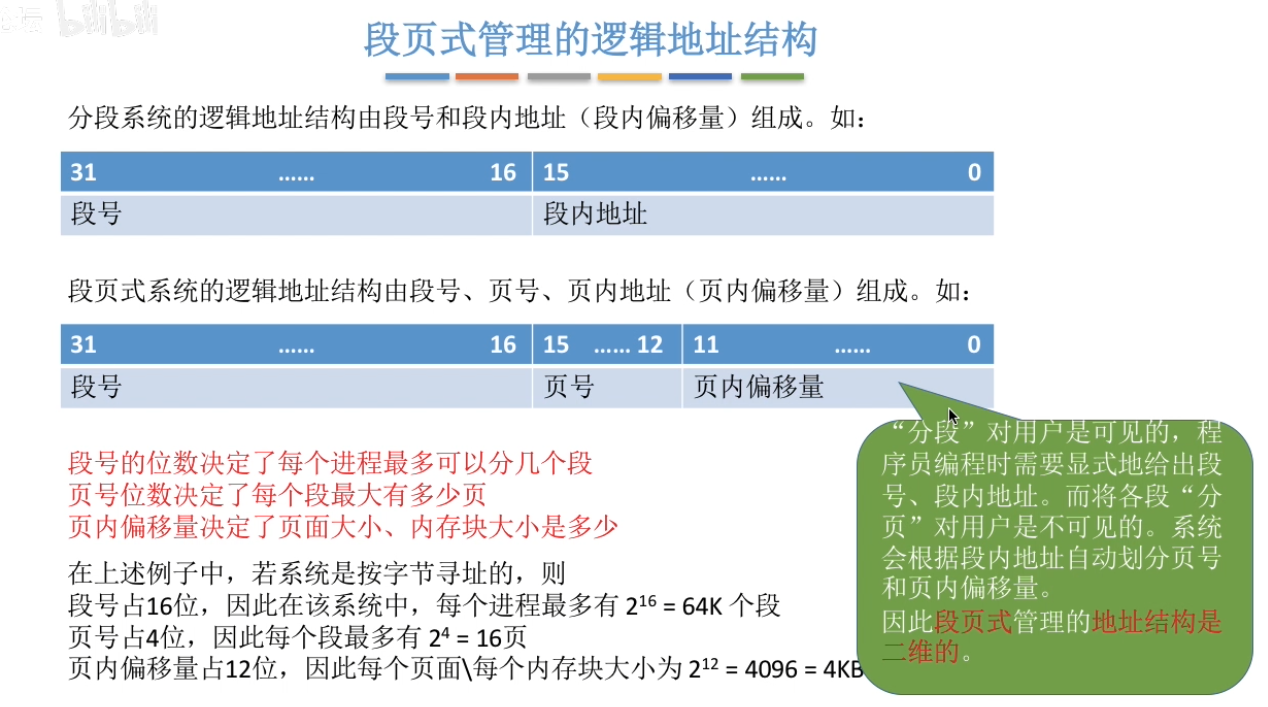 段页式管理的逻辑地址结构
分段系统的逻辑地址结构由段号和段内地址（段内偏移量）组成。如：
31 …… 16 15 …… 0
段号 段内地址
段页式系统的逻辑地址结构由段号、页号、页内地址（页内偏移量）组成。如：
31 …… 16 15 …… 12 11 …… 0
段号 页号 页内偏移量
段号的位数决定了每个进程最多可以分几个段
页号位数决定了每个段最大有多少页
页内偏移量决定了页面大小、内存块大小是多少
在上述例子中，若系统是按字节寻址的，则
段号占16位，因此在该系统中，每个进程最多有 2¹⁶ = 64K 个段
页号占4位，因此每个段最多有 2⁴ = 16页
页内偏移量占12位，因此每个页面\每个内存块大小为 2¹² = 4096 = 4KB
“分段”对用户是可见的，程
序员编程时需要显式地给出段
号、段内地址。而将各段“分
页”对用户是不可见的。系统
会根据段内地址自动划分页号
和页内偏移量。
因此段页式管理的地址结构是
二维的。